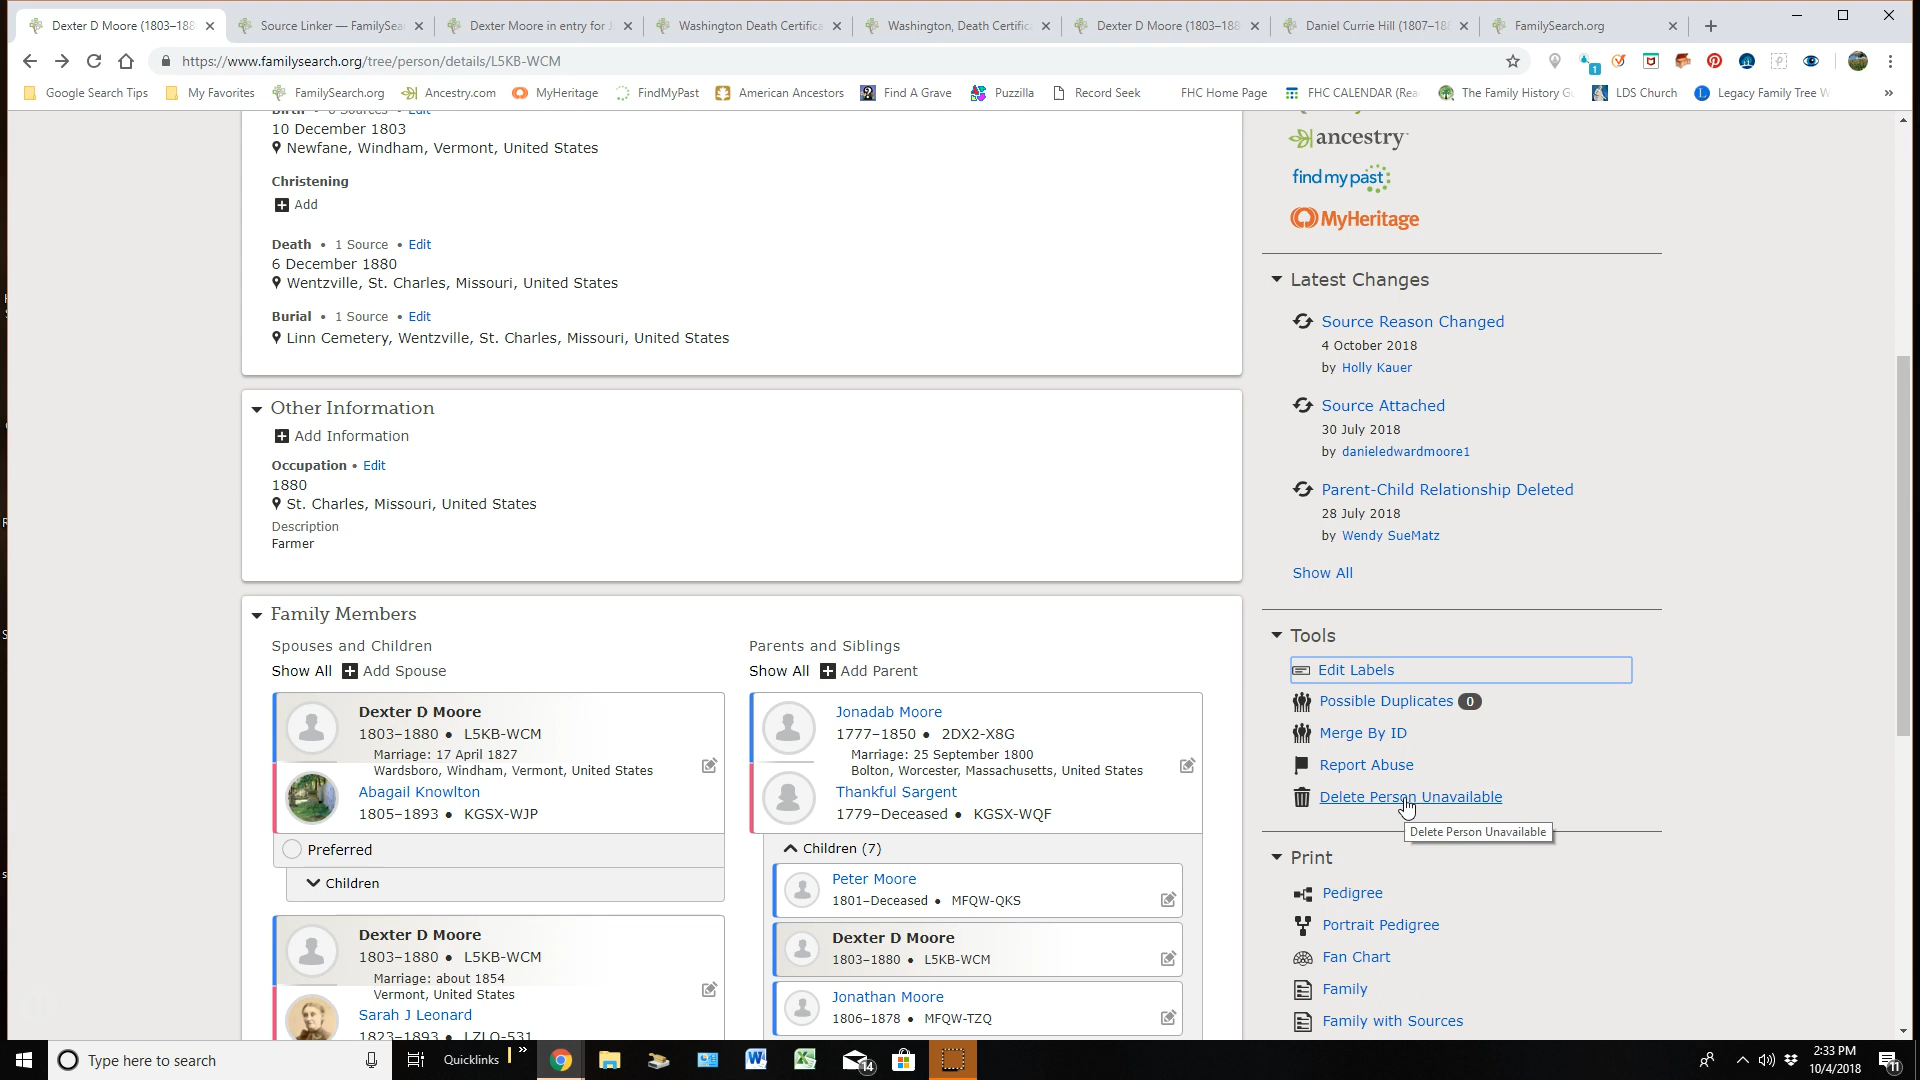 Dexter D Moore (1803–188
Source Linker — FamilySea
Dexter Moore in entry for J
Washington Death Certifica
Washington, Death Certifica
Dexter D Moore (1803–188
Daniel Currie Hill (1807–18
FamilySearch.org
https://www.familysearch.org/tree/person/details/L5KB-WCM
1
Google Search Tips
My Favorites
FamilySearch.org
Ancestry.com
MyHeritage
FindMyPast
American Ancestors
Find A Grave
Puzzilla
Record Seek
FHC Home Page
FHC CALENDAR (Rea
The Family History G
LDS Church
Legacy Family Tree W
»
10 December 1803
Newfane, Windham, Vermont, United States
Christening
Add
Death • 1 Source • Edit
6 December 1880
Wentzville, St. Charles, Missouri, United States
Burial • 1 Source • Edit
Linn Cemetery, Wentzville, St. Charles, Missouri, United States
Other Information
Add Information
Occupation • Edit
1880
St. Charles, Missouri, United States
Description
Farmer
Family Members
Spouses and Children
Show All Add Spouse
Dexter D Moore
1803–1880 • L5KB-WCM
Marriage: 17 April 1827
Wardsboro, Windham, Vermont, United States
Abagail Knowlton
1805–1893 • KGSX-WJP
Preferred
Children
Dexter D Moore
1803–1880 • L5KB-WCM
Marriage: about 1854
Vermont, United States
Sarah J Leonard
1823–1893 • LZLQ-531
Parents and Siblings
Show All Add Parent
Jonadab Moore
1777–1850 • 2DX2-X8G
Marriage: 25 September 1800
Bolton, Worcester, Massachusetts, United States
Thankful Sargent
1779–Deceased • KGSX-WQF
Children (7)
Peter Moore
1801–Deceased • MFQW-QKS
Dexter D Moore
1803–1880 • L5KB-WCM
Jonathan Moore
1806–1878 • MFQW-TZQ
ancestry
findmypast
MyHeritage
Latest Changes
Source Reason Changed
4 October 2018
by Holly Kauer
Source Attached
30 July 2018
by danieledwardmoore1
Parent-Child Relationship Deleted
28 July 2018
by Wendy SueMatz
Show All
Tools
Edit Labels
Possible Duplicates 0
Merge By ID
Report Abuse
Delete Person Unavailable
Delete Person Unavailable
Print
Pedigree
Portrait Pedigree
Fan Chart
Family
Family with Sources
Type here to search
Quicklinks
»
14
2:33 PM
10/4/2018
11